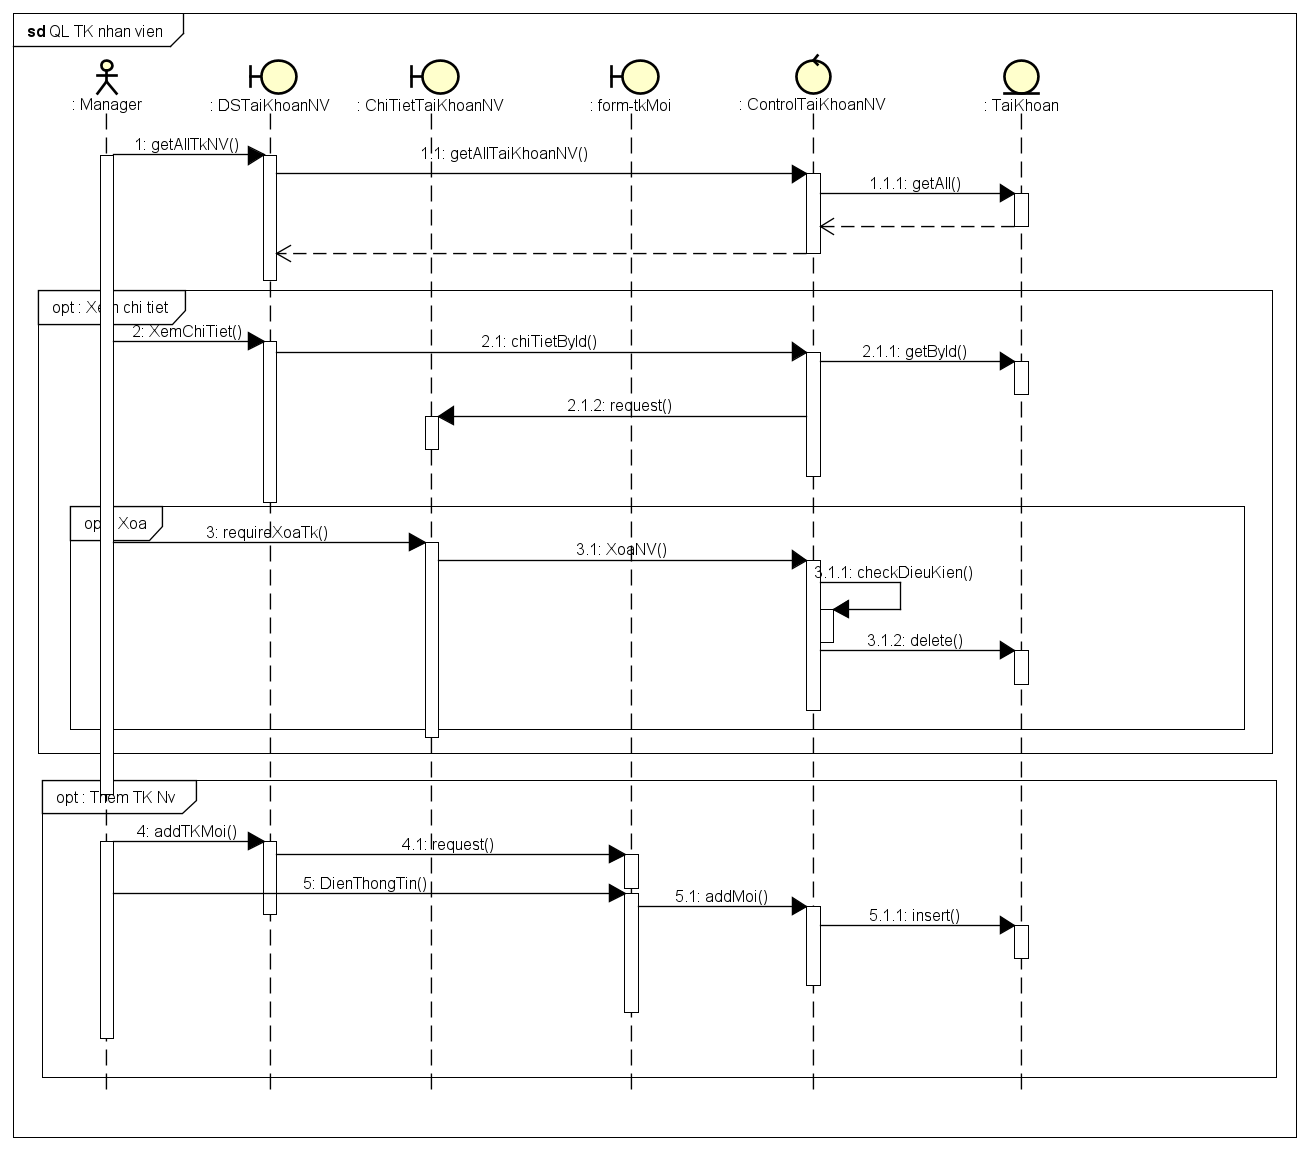 sd QL TK nhan vien
: Manager
: DSTaiKhoanNV
: ChiTietTaiKhoanNV
: form-tkMoi
: ControlTaiKhoanNV
: TaiKhoan
1: getAllTkNV()
1.1: getAllTaiKhoanNV()
1.1.1: getAll()
opt : Xem chi tiet
2: XemChiTiet()
2.1: chiTietById()
2.1.1: getById()
2.1.2: request()
opt : Xoa
3: requireXoaTk()
3.1: XoaNV()
3.1.1: checkDieuKien()
3.1.2: delete()
opt : Them TK Nv
4: addTKMoi()
4.1: request()
5: DienThongTin()
5.1: addMoi()
5.1.1: insert()